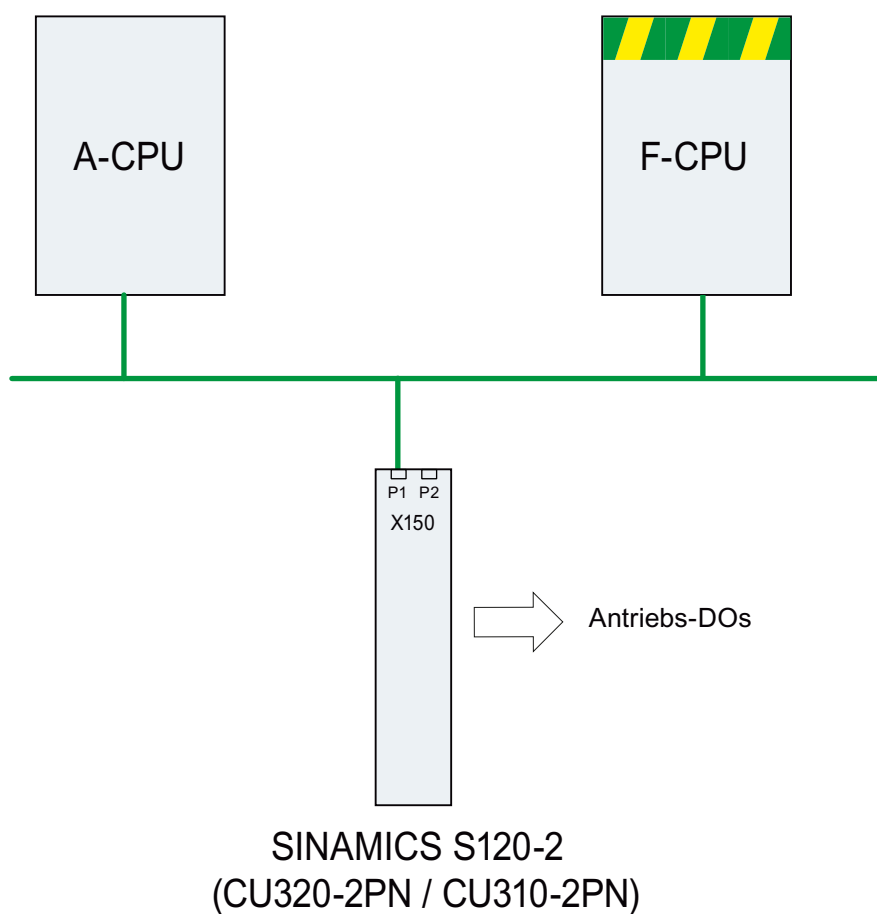 A-CPU
F-CPU
P1 P2
X150
Antriebs-DOs
SINAMICS S120-2
(CU320-2PN / CU310-2PN)